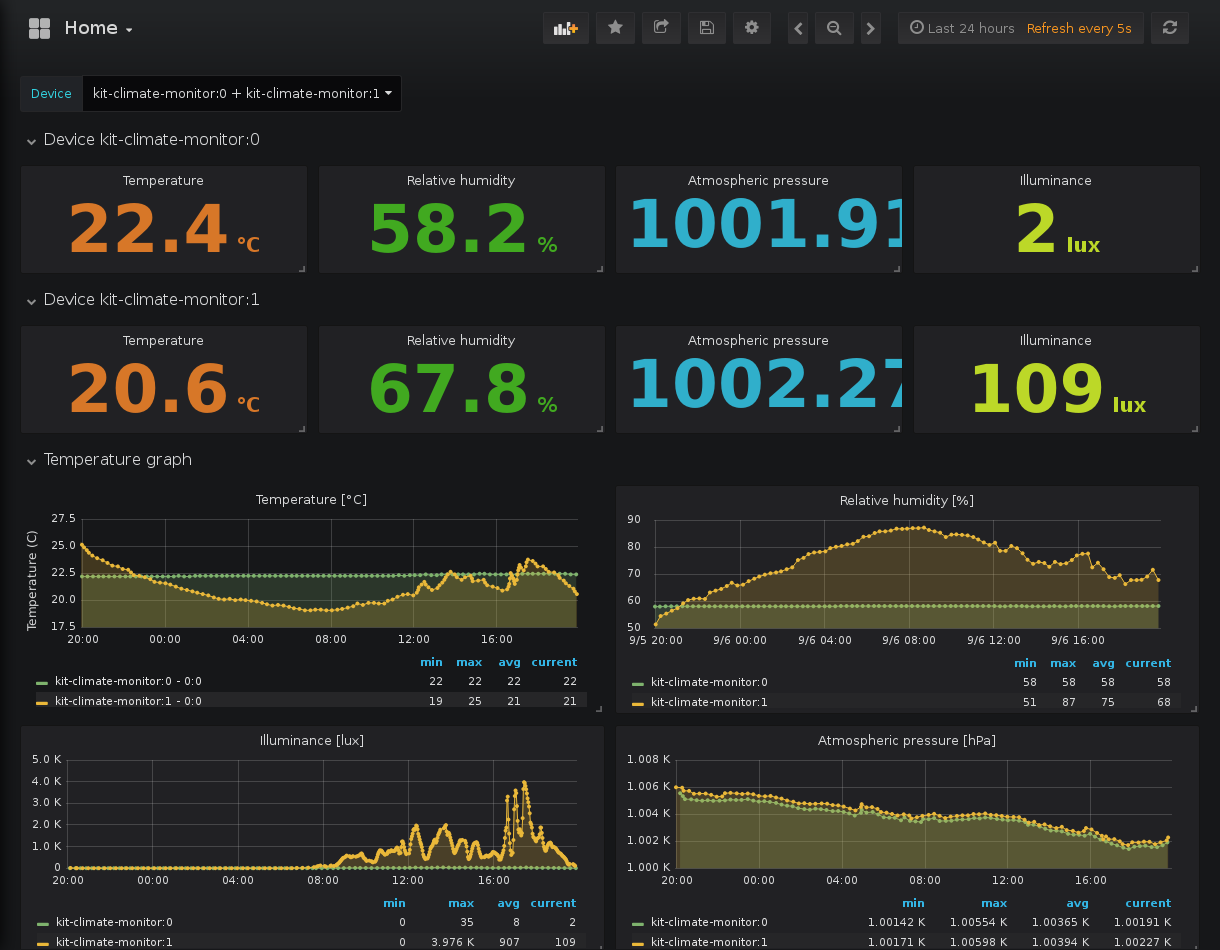 Home
Last 24 hours Refresh every 5s
Device kit-climate-monitor:0 + kit-climate-monitor:1
Device kit-climate-monitor:0
Temperature Relative humidity Atmospheric pressure Illuminance
22.4 °C 58.2 % 1001.91 2 lux
Device kit-climate-monitor:1
Temperature Relative humidity Atmospheric pressure Illuminance
20.6 °C 67.8 % 1002.27 109 lux
Temperature graph
Temperature [°C]
Temperature (C)
27.5
25.0
22.5
20.0
17.5
20:00 00:00 04:00 08:00 12:00 16:00
min max avg current
kit-climate-monitor:0 - 0:0 22 22 22 22
kit-climate-monitor:1 - 0:0 19 25 21 21
Relative humidity [%]
90
80
70
60
50
9/5 20:00 9/6 00:00 9/6 04:00 9/6 08:00 9/6 12:00 9/6 16:00
min max avg current
kit-climate-monitor:0 58 58 58 58
kit-climate-monitor:1 51 87 75 68
Illuminance [lux]
5.0 K
4.0 K
3.0 K
2.0 K
1.0 K
0
20:00 00:00 04:00 08:00 12:00 16:00
min max avg current
kit-climate-monitor:0 0 35 8 2
kit-climate-monitor:1 0 3.976 K 907 109
Atmospheric pressure [hPa]
1.008 K
1.006 K
1.004 K
1.002 K
1.000 K
20:00 00:00 04:00 08:00 12:00 16:00
min max avg current
kit-climate-monitor:0 1.00142 K 1.00554 K 1.00365 K 1.00191 K
kit-climate-monitor:1 1.00171 K 1.00598 K 1.00394 K 1.00227 K